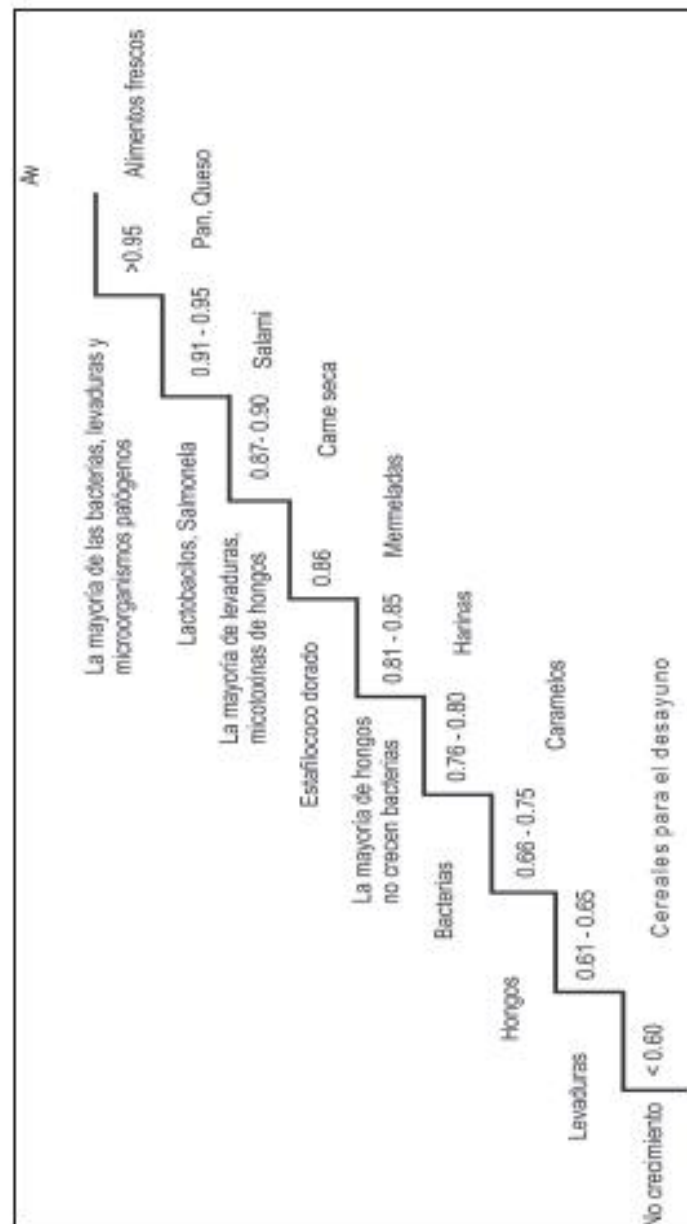 Aw
La mayoría de las bacterias, levaduras y
microorganismos patógenos
>0.95
Alimentos frescos
Lactobacilos, Salmonela
0.91 - 0.95
Pan, Queso
La mayoría de levaduras,
micotoxinas de hongos
0.87- 0.90
Salami
Estafilococo dorado
0.86
Carne seca
La mayoría de hongos
no crecen bacterias
0.81 - 0.85
Mermeladas
Bacterias
0.76 - 0.80
Harinas
Hongos
0.66 - 0.75
Caramelos
Levaduras
0.61 - 0.65
No crecimiento
< 0.60
Cereales para el desayuno